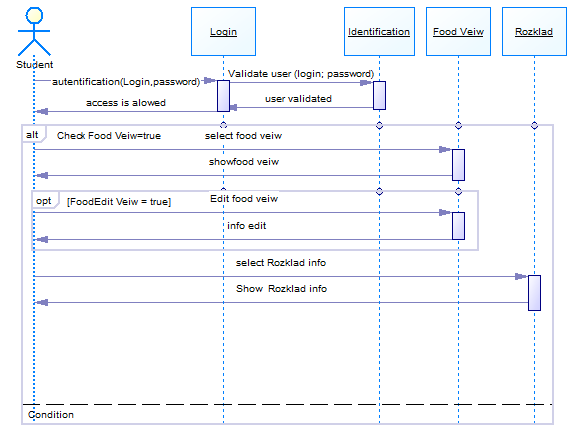 Student
Login
Identification
Food Veiw
Rozklad
autentification(Login,password)
Validate user (login; password)
access is alowed
user validated
alt
Check Food Veiw=true
select food veiw
showfood veiw
opt
[FoodEdit Veiw = true]
Edit food veiw
info edit
select Rozklad info
Show Rozklad info
Condition